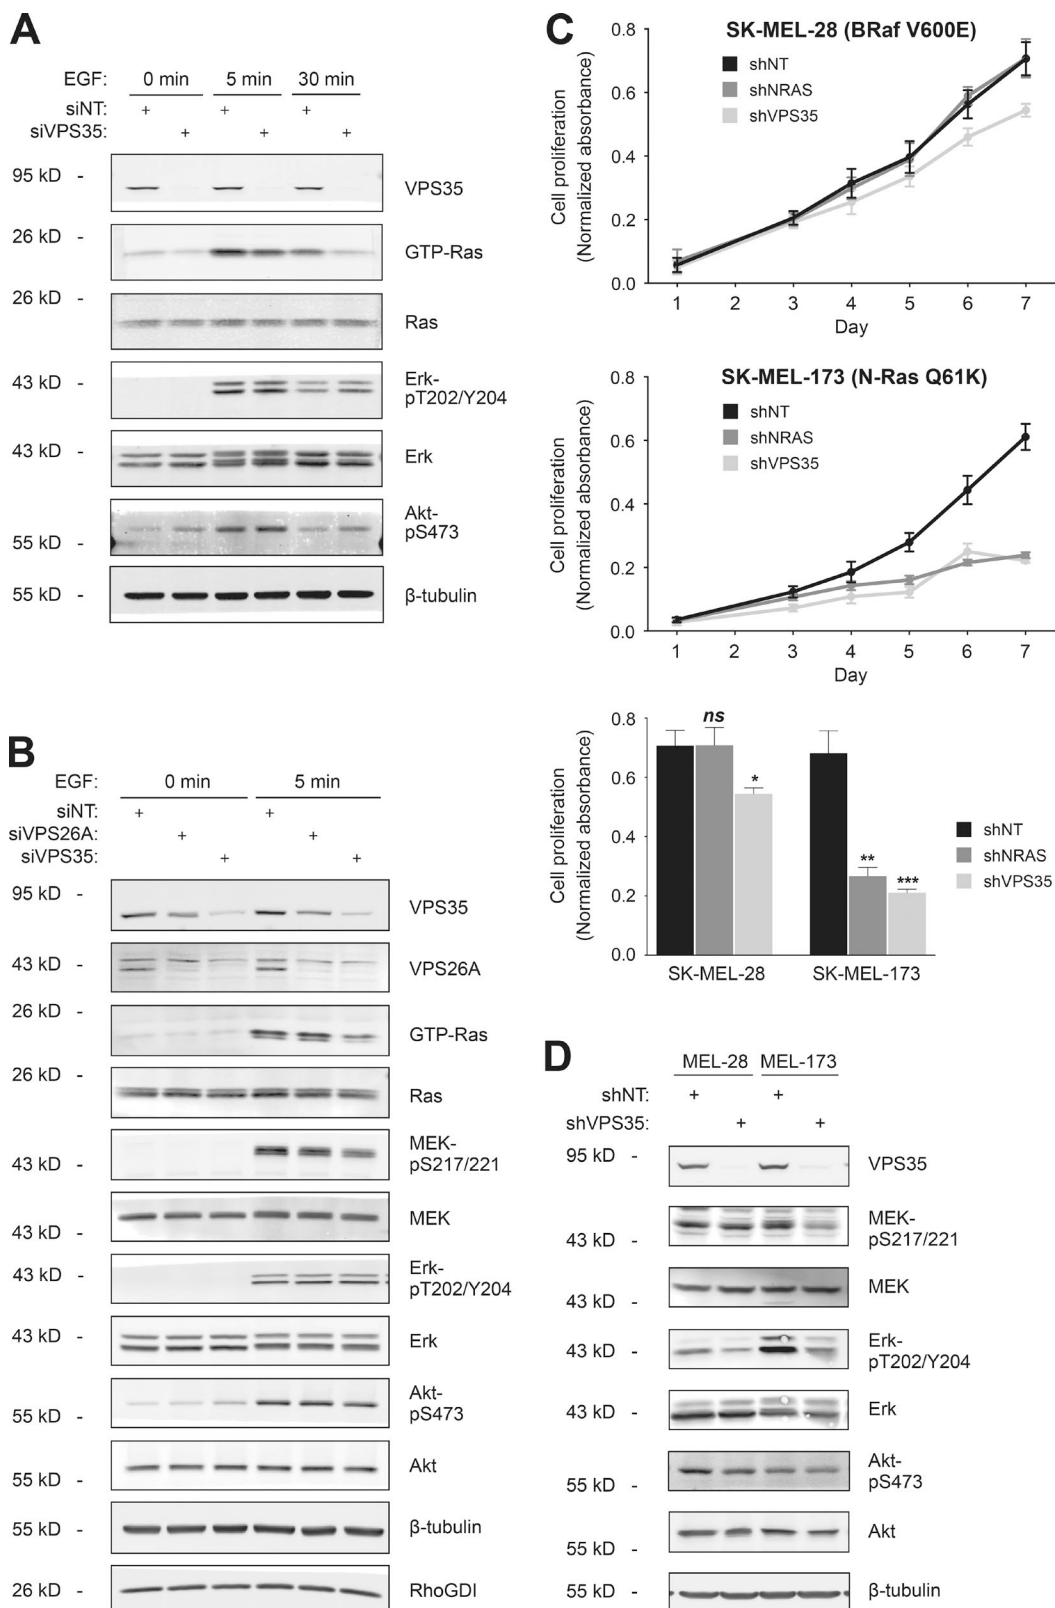 A
EGF: 0 min 5 min 30 min
siNT: + + +
siVPS35: + + +
95 kD - VPS35
26 kD - GTP-Ras
26 kD - Ras
43 kD - Erk-
pT202/Y204
43 kD - Erk
Akt-
pS473
55 kD -
55 kD - β-tubulin
B
EGF: 0 min 5 min
siNT: + +
siVPS26A: + +
siVPS35: + +
95 kD - VPS35
43 kD - VPS26A
26 kD - GTP-Ras
26 kD - Ras
MEK-
pS217/221
43 kD -
MEK
43 kD -
43 kD - Erk-
pT202/Y204
43 kD - Erk
Akt-
pS473
55 kD -
Akt
55 kD -
55 kD - β-tubulin
26 kD - RhoGDI
C
SK-MEL-28 (BRaf V600E)
shNT
shNRAS
shVPS35
Cell proliferation
(Normalized absorbance)
0.8
0.6
0.4
0.2
0.0
1 2 3 4 5 6 7
Day
SK-MEL-173 (N-Ras Q61K)
shNT
shNRAS
shVPS35
Cell proliferation
(Normalized absorbance)
0.8
0.6
0.4
0.2
0.0
1 2 3 4 5 6 7
Day
Cell proliferation
(Normalized absorbance)
0.8
0.6
0.4
0.2
0.0
ns
*
**
***
SK-MEL-28 SK-MEL-173
shNT
shNRAS
shVPS35
D
MEL-28 MEL-173
shNT: + +
shVPS35: + +
95 kD - VPS35
MEK-
pS217/221
43 kD -
MEK
43 kD -
Erk-
43 kD - pT202/Y204
43 kD - Erk
Akt-
pS473
55 kD -
Akt
55 kD -
55 kD - β-tubulin